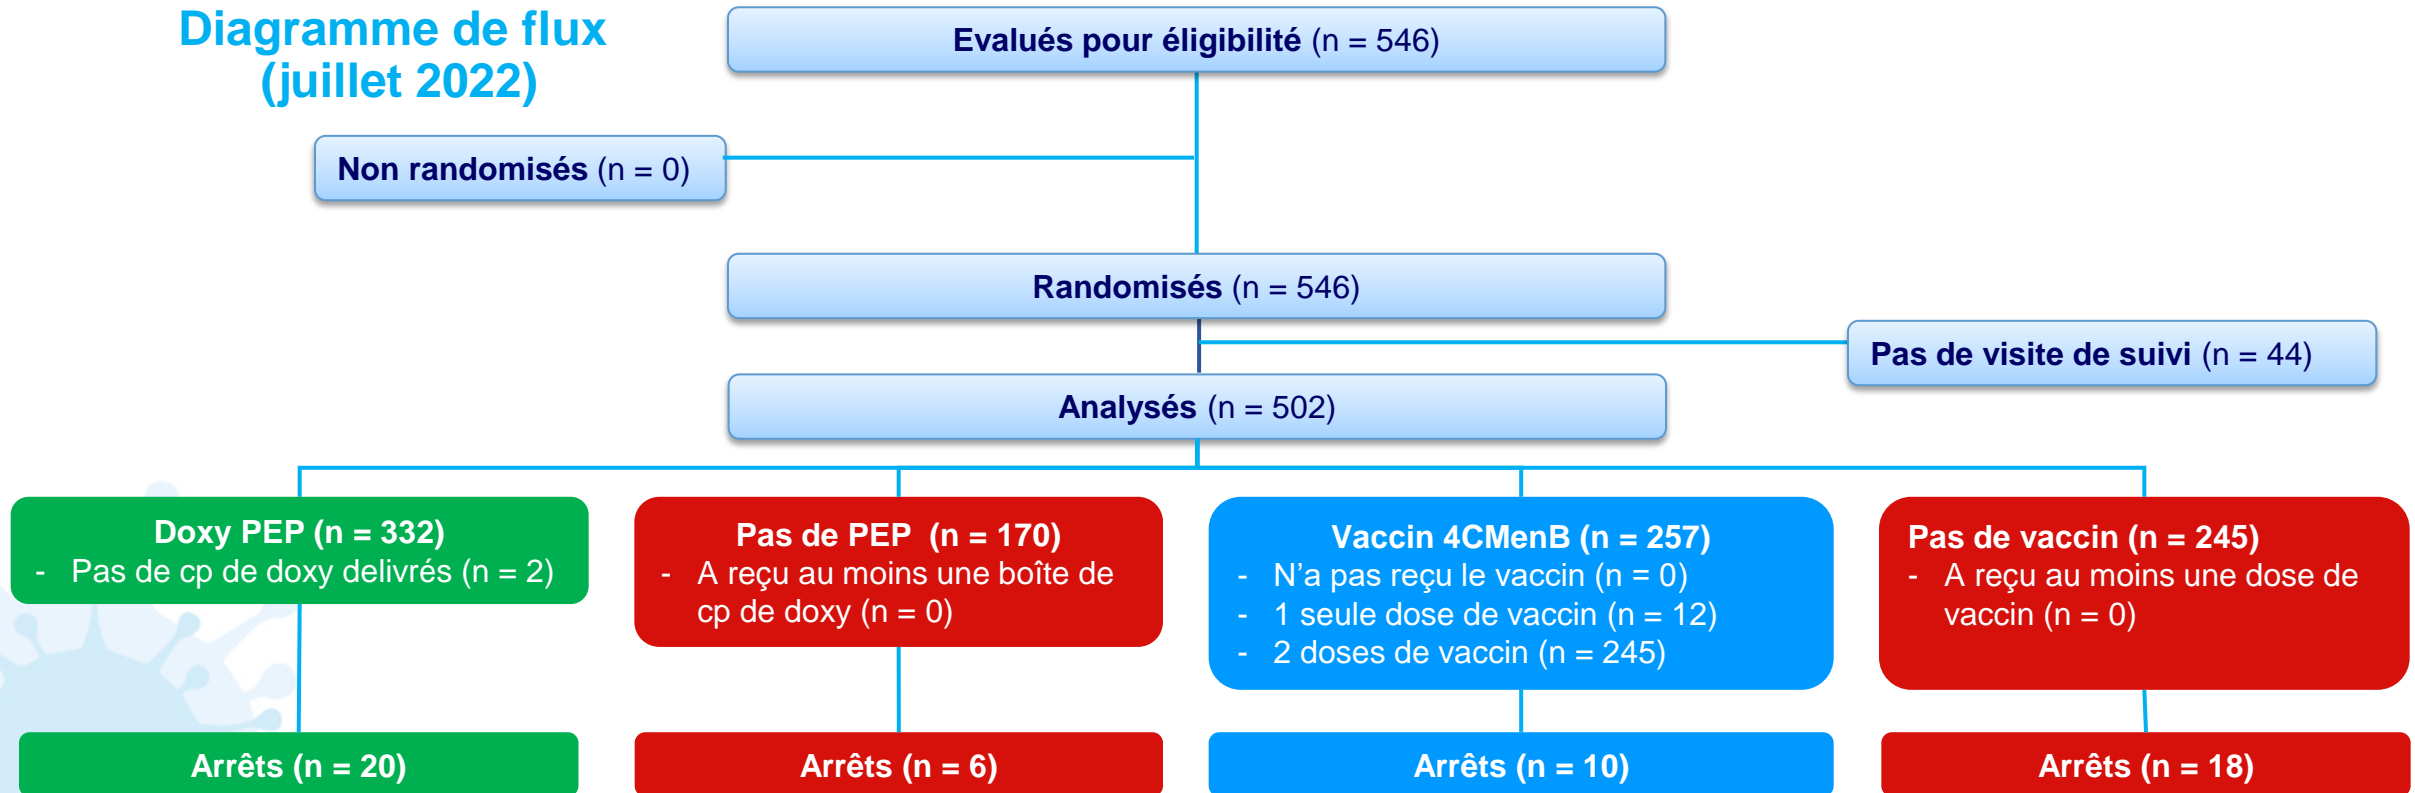 Diagramme de flux
(juillet 2022)
Evalués pour éligibilité (n = 546)
Non randomisés (n = 0)
Randomisés (n = 546)
Pas de visite de suivi (n = 44)
Analysés (n = 502)
Doxy PEP (n = 332)
- Pas de cp de doxy delivrés (n = 2)
Pas de PEP (n = 170)
- A reçu au moins une boîte de
cp de doxy (n = 0)
Vaccin 4CMenB (n = 257)
- N'a pas reçu le vaccin (n = 0)
- 1 seule dose de vaccin (n = 12)
- 2 doses de vaccin (n = 245)
Pas de vaccin (n = 245)
- A reçu au moins une dose de
vaccin (n = 0)
Arrêts (n = 20)
Arrêts (n = 6)
Arrêts (n = 10)
Arrêts (n = 18)